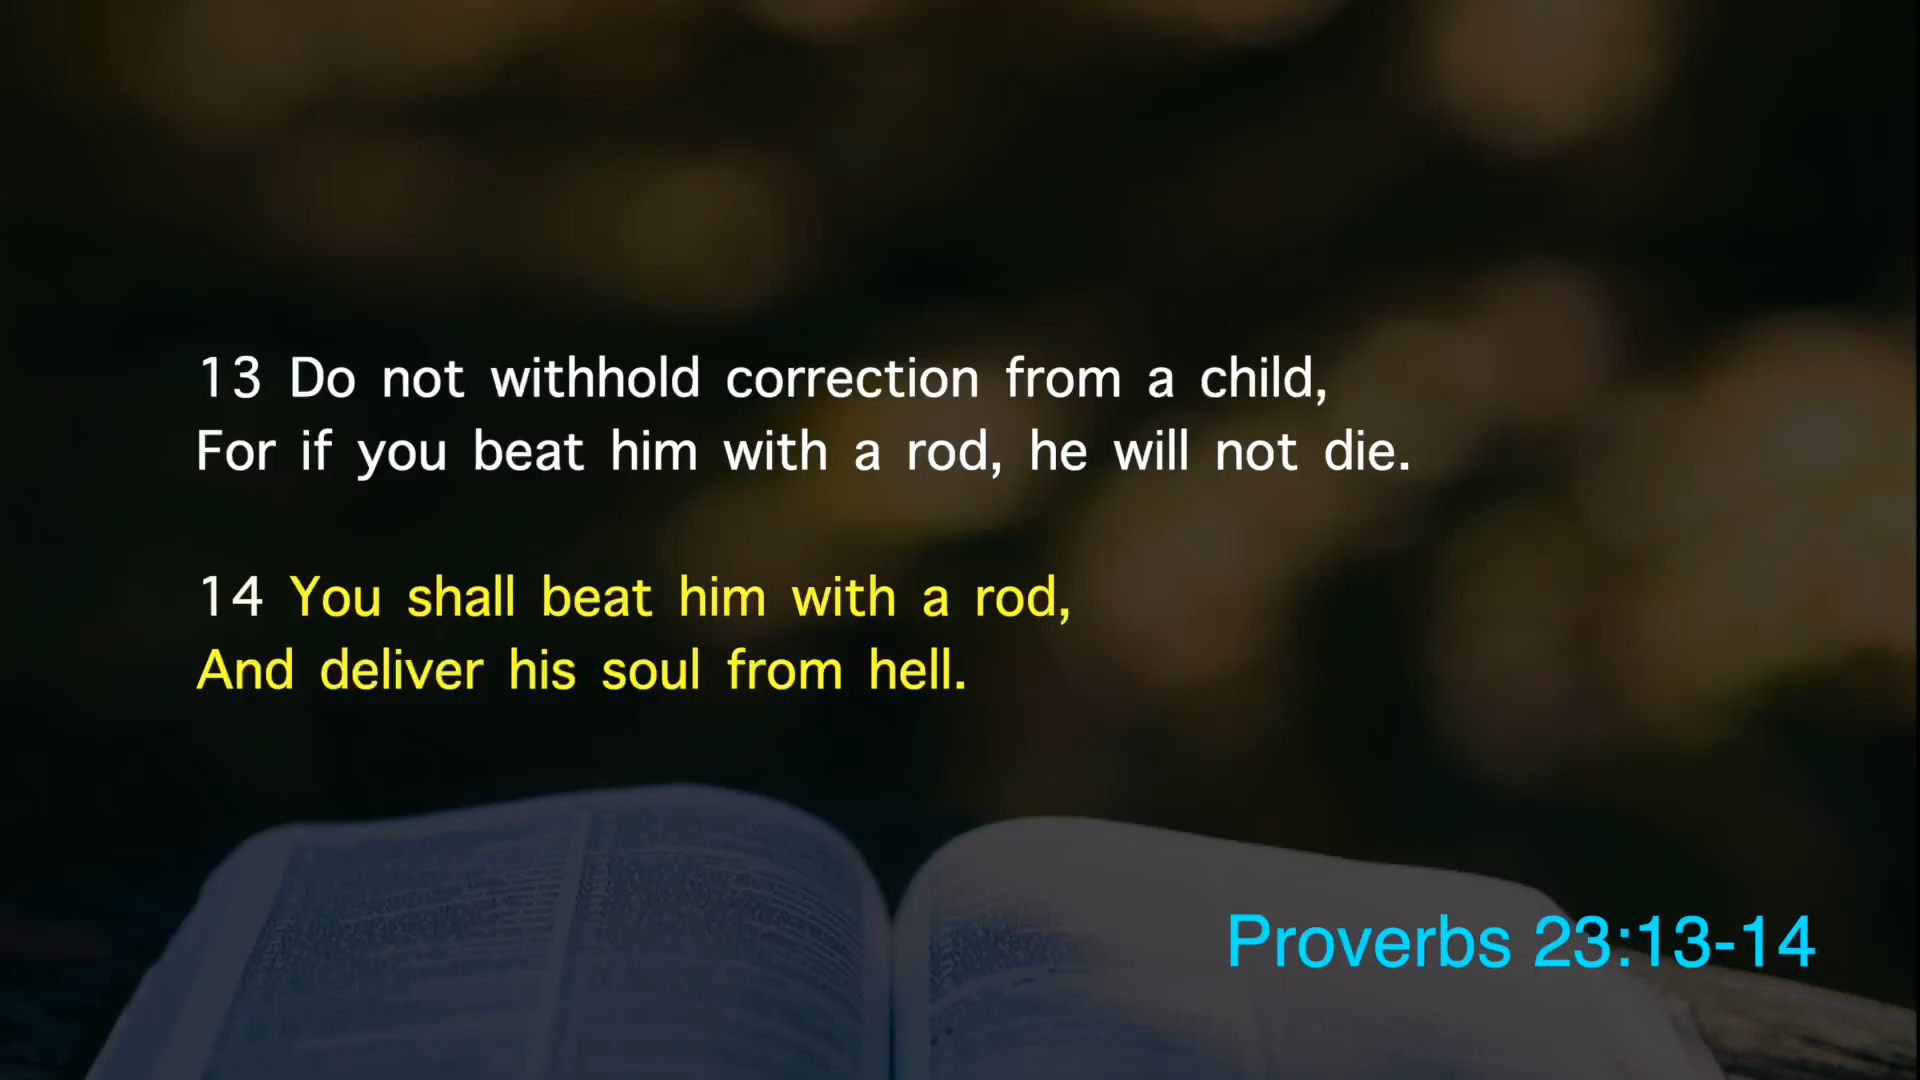 13 Do not withhold correction from a child,
For if you beat him with a rod, he will not die.
14 You shall beat him with a rod,
And deliver his soul from hell.
Proverbs 23:13-14